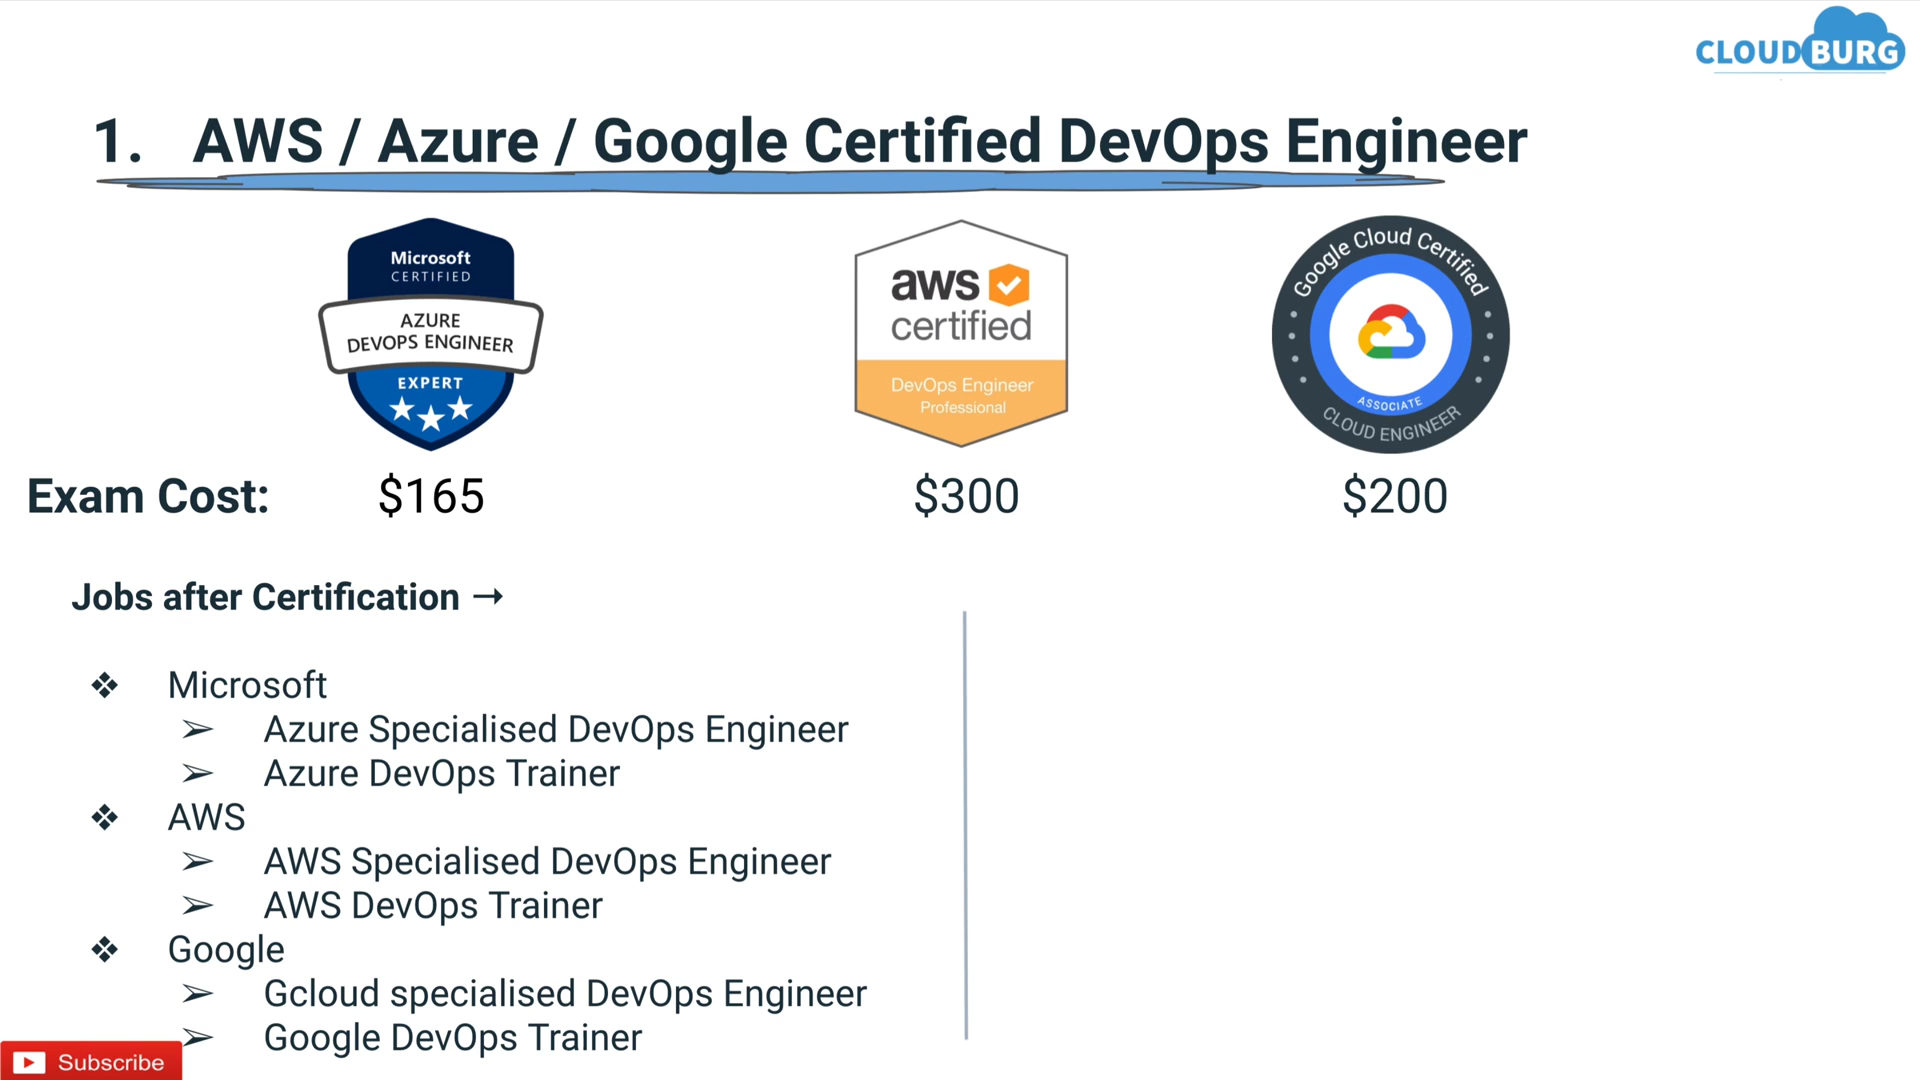 CLOUDBURG
1. AWS / Azure / Google Certified DevOps Engineer
Microsoft
CERTIFIED
AZURE
DEVOPS ENGINEER
EXPERT
aws
certified
DevOps Engineer
Professional
Google Cloud Certified
ASSOCIATE
CLOUD ENGINEER
Exam Cost: $165 $300 $200
Jobs after Certification →
❖ Microsoft
➢ Azure Specialised DevOps Engineer
➢ Azure DevOps Trainer
❖ AWS
➢ AWS Specialised DevOps Engineer
➢ AWS DevOps Trainer
❖ Google
➢ Gcloud specialised DevOps Engineer
➢ Google DevOps Trainer
Subscribe